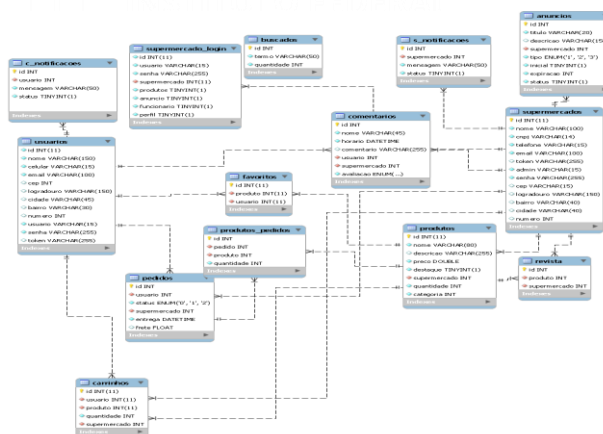 c_notificacoes
id INT
usuario INT
mensagem VARCHAR(50)
status TINYINT(1)
Indexes
supermercado_login
id INT(11)
usuario VARCHAR(15)
senha VARCHAR(255)
supermercado INT
produtos TINYINT(1)
anuncio TINYINT(1)
funcionario TINYINT(1)
perfil TINYINT(1)
Indexes
buscados
id INT
termo VARCHAR(50)
quantidade INT
Indexes
s_notificacoes
id INT
supermercado INT
mensagem VARCHAR(50)
status TINYINT(1)
Indexes
anuncios
id INT
titulo VARCHAR(20)
supermercado INT
tipo ENUM('1', '2', '3')
inicial TINYINT(1)
expiracao INT
status TINYINT(1)
Indexes
usuarios
id INT(11)
nome VARCHAR(150)
celular VARCHAR(15)
email VARCHAR(100)
cep INT
logradouro VARCHAR(150)
cidade VARCHAR(45)
bairro VARCHAR(30)
numero INT
usuario VARCHAR(15)
senha VARCHAR(255)
token VARCHAR(255)
Indexes
comentarios
id INT
nome VARCHAR(45)
horario DATETIME
comentario VARCHAR(255)
usuario INT
supermercado INT
avaliacao ENUM(...)
Indexes
supermercados
id INT(11)
nome VARCHAR(100)
cnpj VARCHAR(14)
telefone VARCHAR(15)
email VARCHAR(100)
token VARCHAR(255)
admin VARCHAR(15)
senha VARCHAR(255)
cep VARCHAR(15)
logradouro VARCHAR(150)
bairro VARCHAR(40)
cidade VARCHAR(40)
numero INT
Indexes
favoritos
id INT(11)
produto INT(11)
usuario INT(11)
Indexes
produtos_pedidos
id INT
pedido INT
produto INT
quantidade INT
Indexes
produtos
id INT(11)
nome VARCHAR(80)
descricao VARCHAR(255)
preco DOUBLE
destaque TINYINT(1)
supermercado INT
quantidade INT
categoria INT
Indexes
revista
id INT
produto INT
supermercado INT
Indexes
pedidos
id INT
usuario INT
status ENUM('0', '1', '2')
supermercado INT
entrega DATETIME
frete FLOAT
Indexes
carrinhos
id INT(11)
usuario INT(11)
produto INT(11)
quantidade INT
supermercado INT
Indexes